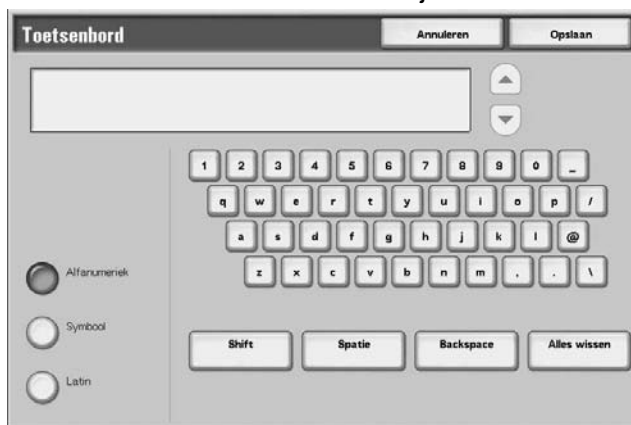 Toetsenbord Annuleren Opslaan
1 2 3 4 5 6 7 8 9 0 _
q w e r t y u i o p /
a s d f g h j k l @
Alfanumeriek z x c v b n m , . \
Symbool
Shift Spatie Backspace Alles wissen
Latin